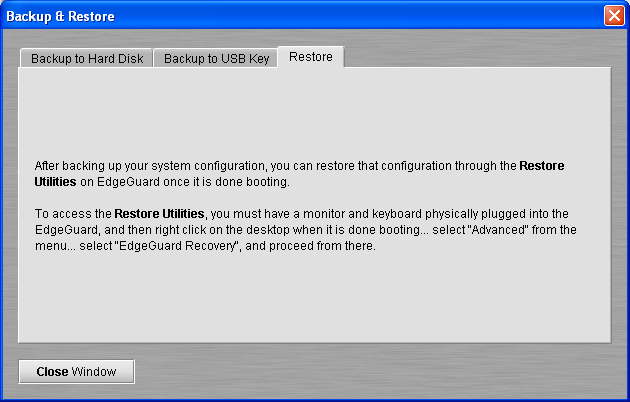 Backup & Restore
Backup to Hard Disk Backup to USB Key Restore
After backing up your system configuration, you can restore that configuration through the Restore
Utilities on EdgeGuard once it is done booting.
To access the Restore Utilities, you must have a monitor and keyboard physically plugged into the
EdgeGuard, and then right click on the desktop when it is done booting... select "Advanced" from the
menu... select "EdgeGuard Recovery", and proceed from there.
Close Window